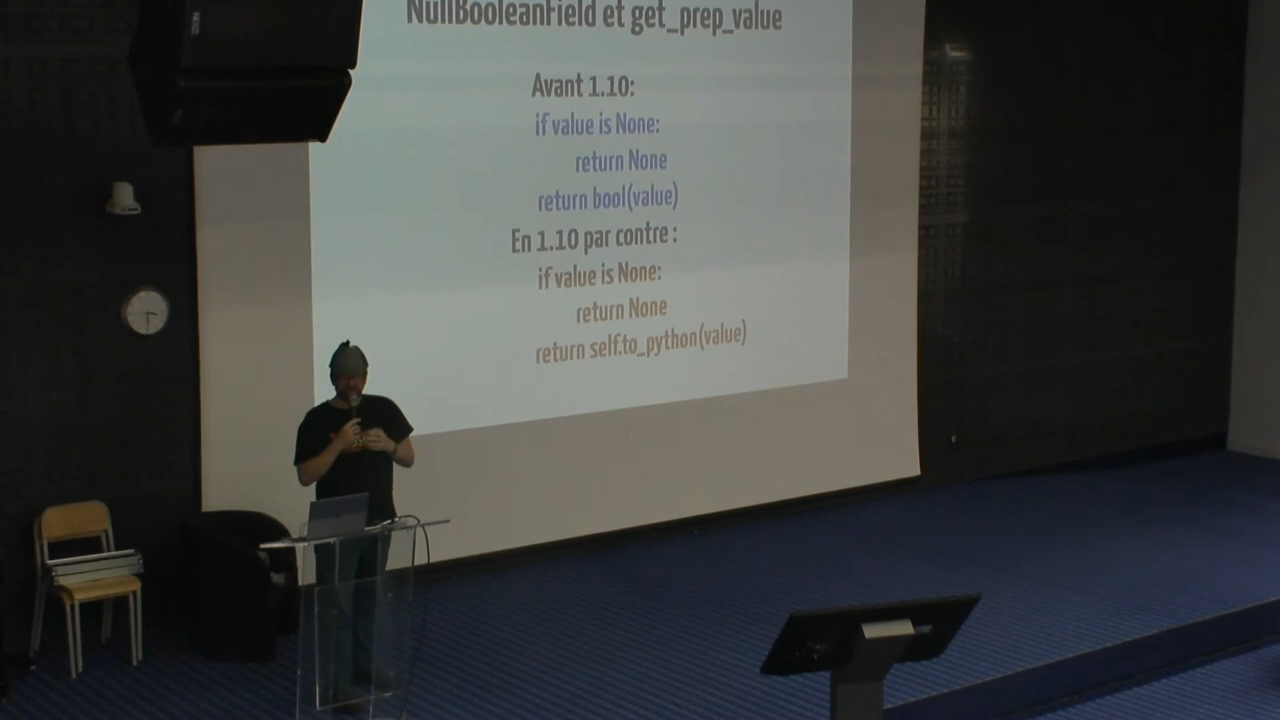 NullBooleanField et get_prep_value
Avant 1.10:
if value is None:
return None
return bool(value)
En 1.10 par contre :
if value is None:
return None
return self.to_python(value)